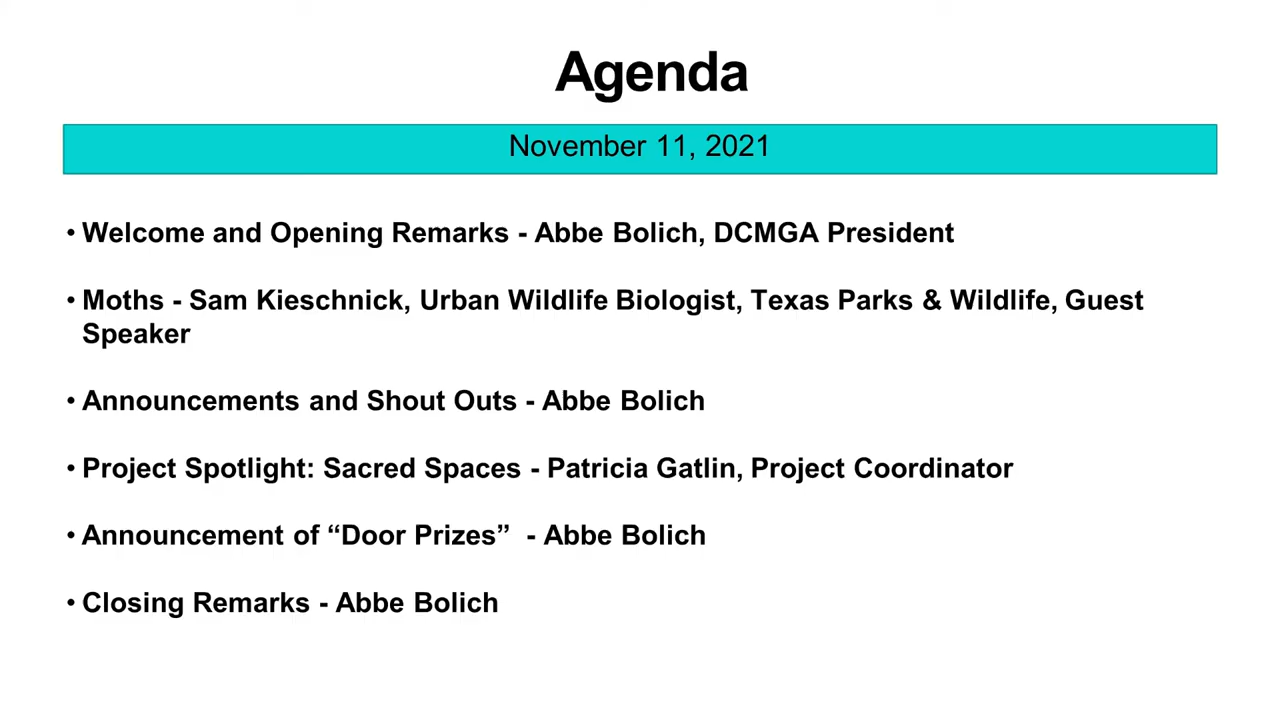 Agenda
November 11, 2021
• Welcome and Opening Remarks - Abbe Bolich, DCMGA President
• Moths - Sam Kieschnick, Urban Wildlife Biologist, Texas Parks & Wildlife, Guest
Speaker
• Announcements and Shout Outs - Abbe Bolich
• Project Spotlight: Sacred Spaces - Patricia Gatlin, Project Coordinator
• Announcement of “Door Prizes”  - Abbe Bolich
• Closing Remarks - Abbe Bolich